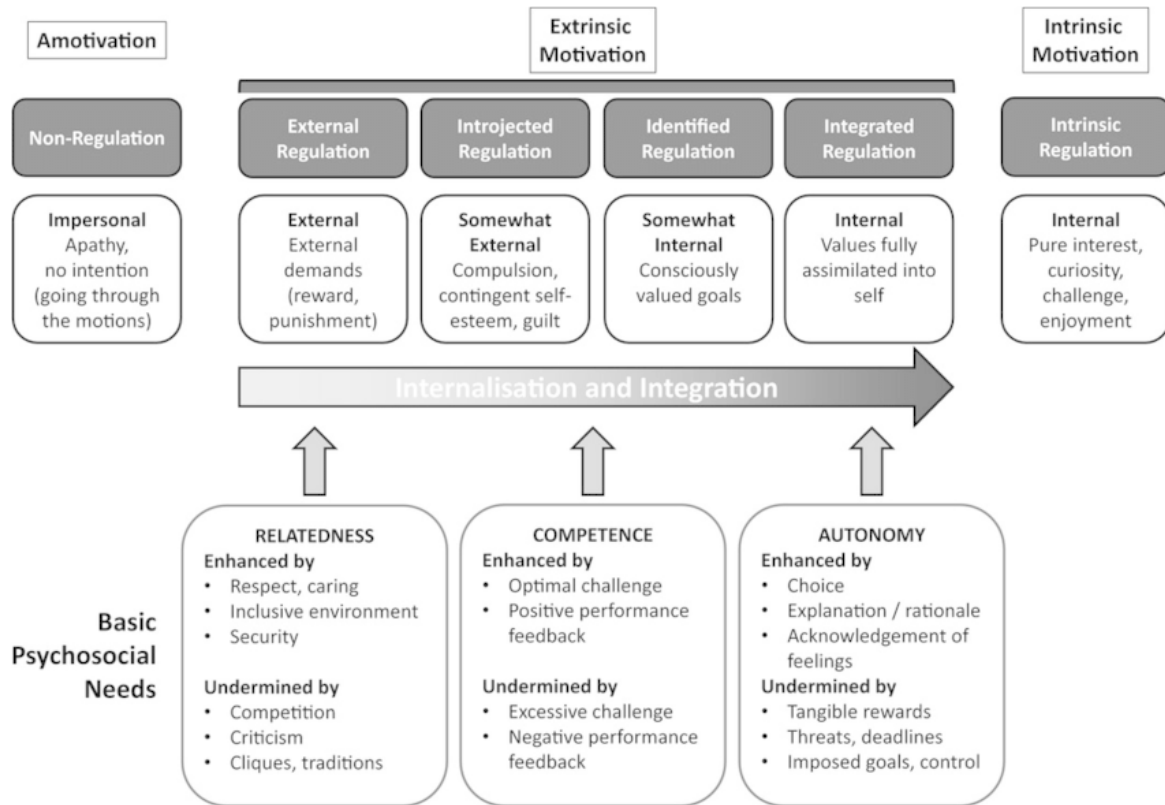 Amotivation
Extrinsic
Motivation
Intrinsic
Motivation
Non-Regulation
External
Regulation
Introjected
Regulation
Identified
Regulation
Integrated
Regulation
Intrinsic
Regulation
Impersonal
Apathy,
no intention
(going through
the motions)
External
External
demands
(reward,
punishment)
Somewhat
External
Compulsion,
contingent self-
esteem, guilt
Somewhat
Internal
Consciously
valued goals
Internal
Values fully
assimilated into
self
Internal
Pure interest,
curiosity,
challenge,
enjoyment
Internalisation and Integration
Basic
Psychosocial
Needs
RELATEDNESS
Enhanced by
• Respect, caring
• Inclusive environment
• Security
Undermined by
• Competition
• Criticism
• Cliques, traditions
COMPETENCE
Enhanced by
• Optimal challenge
• Positive performance
feedback
Undermined by
• Excessive challenge
• Negative performance
feedback
AUTONOMY
Enhanced by
• Choice
• Explanation / rationale
• Acknowledgement of
feelings
Undermined by
• Tangible rewards
• Threats, deadlines
• Imposed goals, control